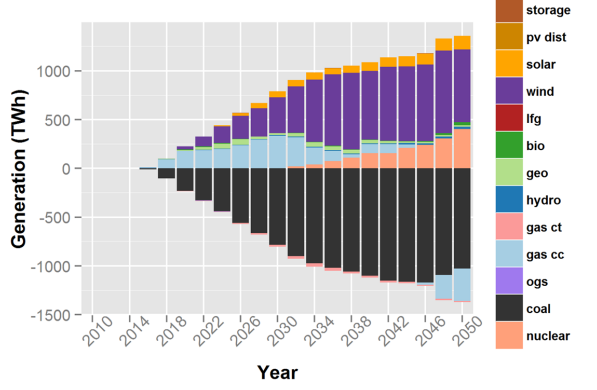 Generation (TWh)
1000
500
0
-500
-1000
-1500
2010
2014
2018
2022
2026
2030
2034
2038
2042
2046
2050
Year
storage
pv dist
solar
wind
lfg
bio
geo
hydro
gas ct
gas cc
ogs
coal
nuclear